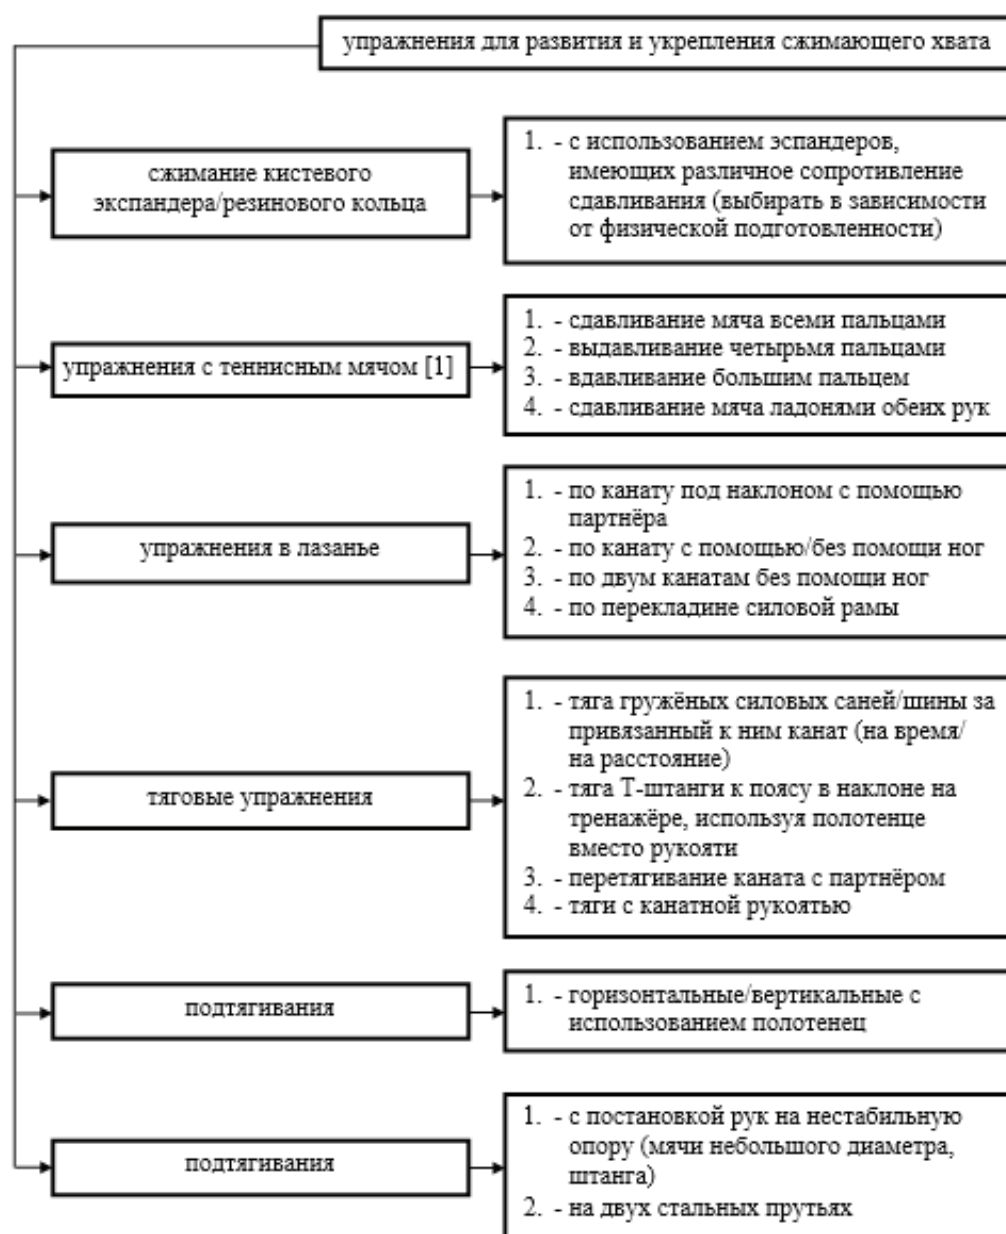 упражнения для развития и укрепления сжимающего хвата
сжимание кистевого
экспандера/резинового кольца
1. - с использованием эспандеров,
имеющих различное сопротивление
сдавливания (выбирать в зависимости
от физической подготовленности)
упражнения с теннисным мячом [1]
1. - сдавливание мяча всеми пальцами
2. - выдавливание четырьмя пальцами
3. - вдавливание большим пальцем
4. - сдавливание мяча ладонями обеих рук
упражнения в лазанье
1. - по канату под наклоном с помощью
партнёра
2. - по канату с помощью/без помощи ног
3. - по двум канатам без помощи ног
4. - по перекладине силовой рамы
тяговые упражнения
1. - тяга гружёных силовых саней/шины за
привязанный к ним канат (на время/
на расстояние)
2. - тяга Т-штанги к поясу в наклоне на
тренажёре, используя полотенце
вместо рукояти
3. - перетягивание каната с партнёром
4. - тяги с канатной рукоятью
подтягивания
1. - горизонтальные/вертикальные с
использованием полотенец
подтягивания
1. - с постановкой рук на нестабильную
опору (мячи небольшого диаметра,
штанга)
2. - на двух стальных прутьях